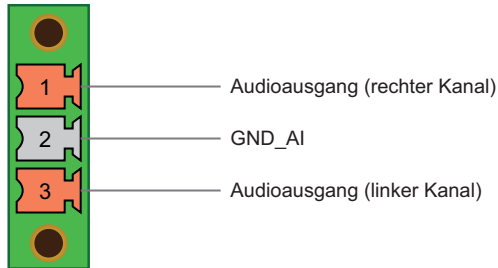 1 Audioausgang (rechter Kanal)
2 GND_AI
3 Audioausgang (linker Kanal)